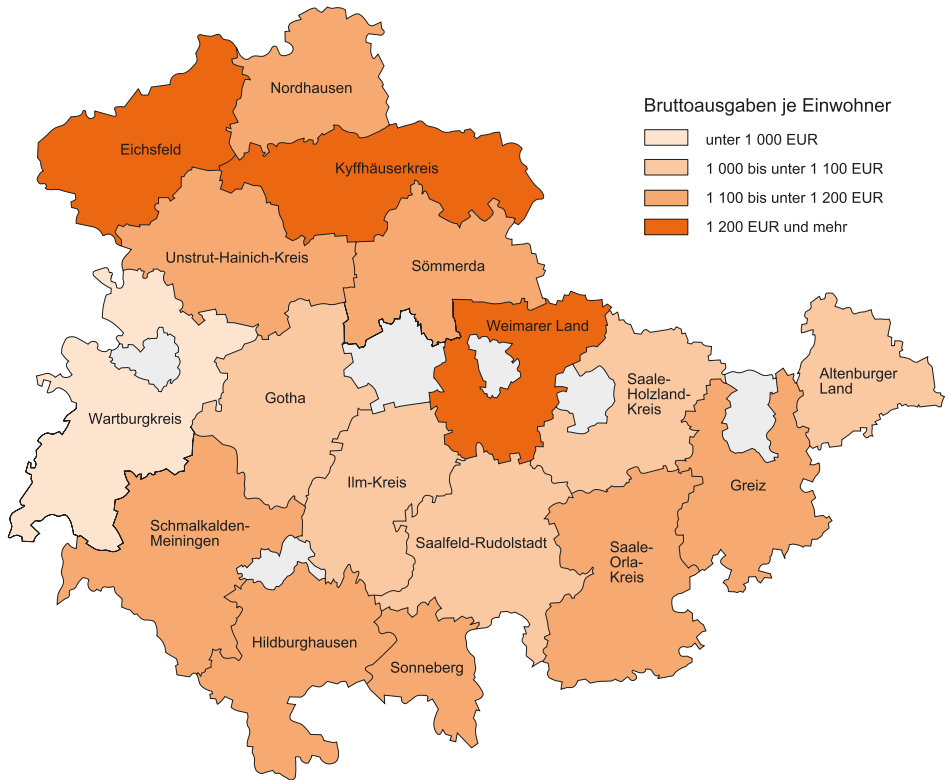 Nordhausen
Bruttoausgaben je Einwohner
unter 1 000 EUR
1 000 bis unter 1 100 EUR
1 100 bis unter 1 200 EUR
1 200 EUR und mehr
Eichsfeld
Kyffhäuserkreis
Unstrut-Hainich-Kreis
Sömmerda
Weimarer Land
Wartburgkreis
Gotha
Saale-
Holzland-
Kreis
Altenburger
Land
Ilm-Kreis
Greiz
Schmalkalden-
Meiningen
Saalfeld-Rudolstadt
Saale-
Orla-
Kreis
Hildburghausen
Sonneberg